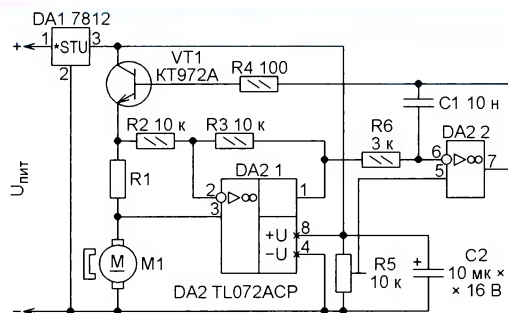 DA1 7812
+ 1 *STU 3
2
VT1
КТ972А
R4 100
C1 10 н
R2 10 к
R3 10 к
R6
3 к
DA2 2
6 ▷∞ 7
5
DA2 1
R1
2 ▷∞ 1
3
+U 8
−U 4
Uпит
M M1
R5
10 к
+ C2
10 мк ×
× 16 В
DA2 TL072ACP
−